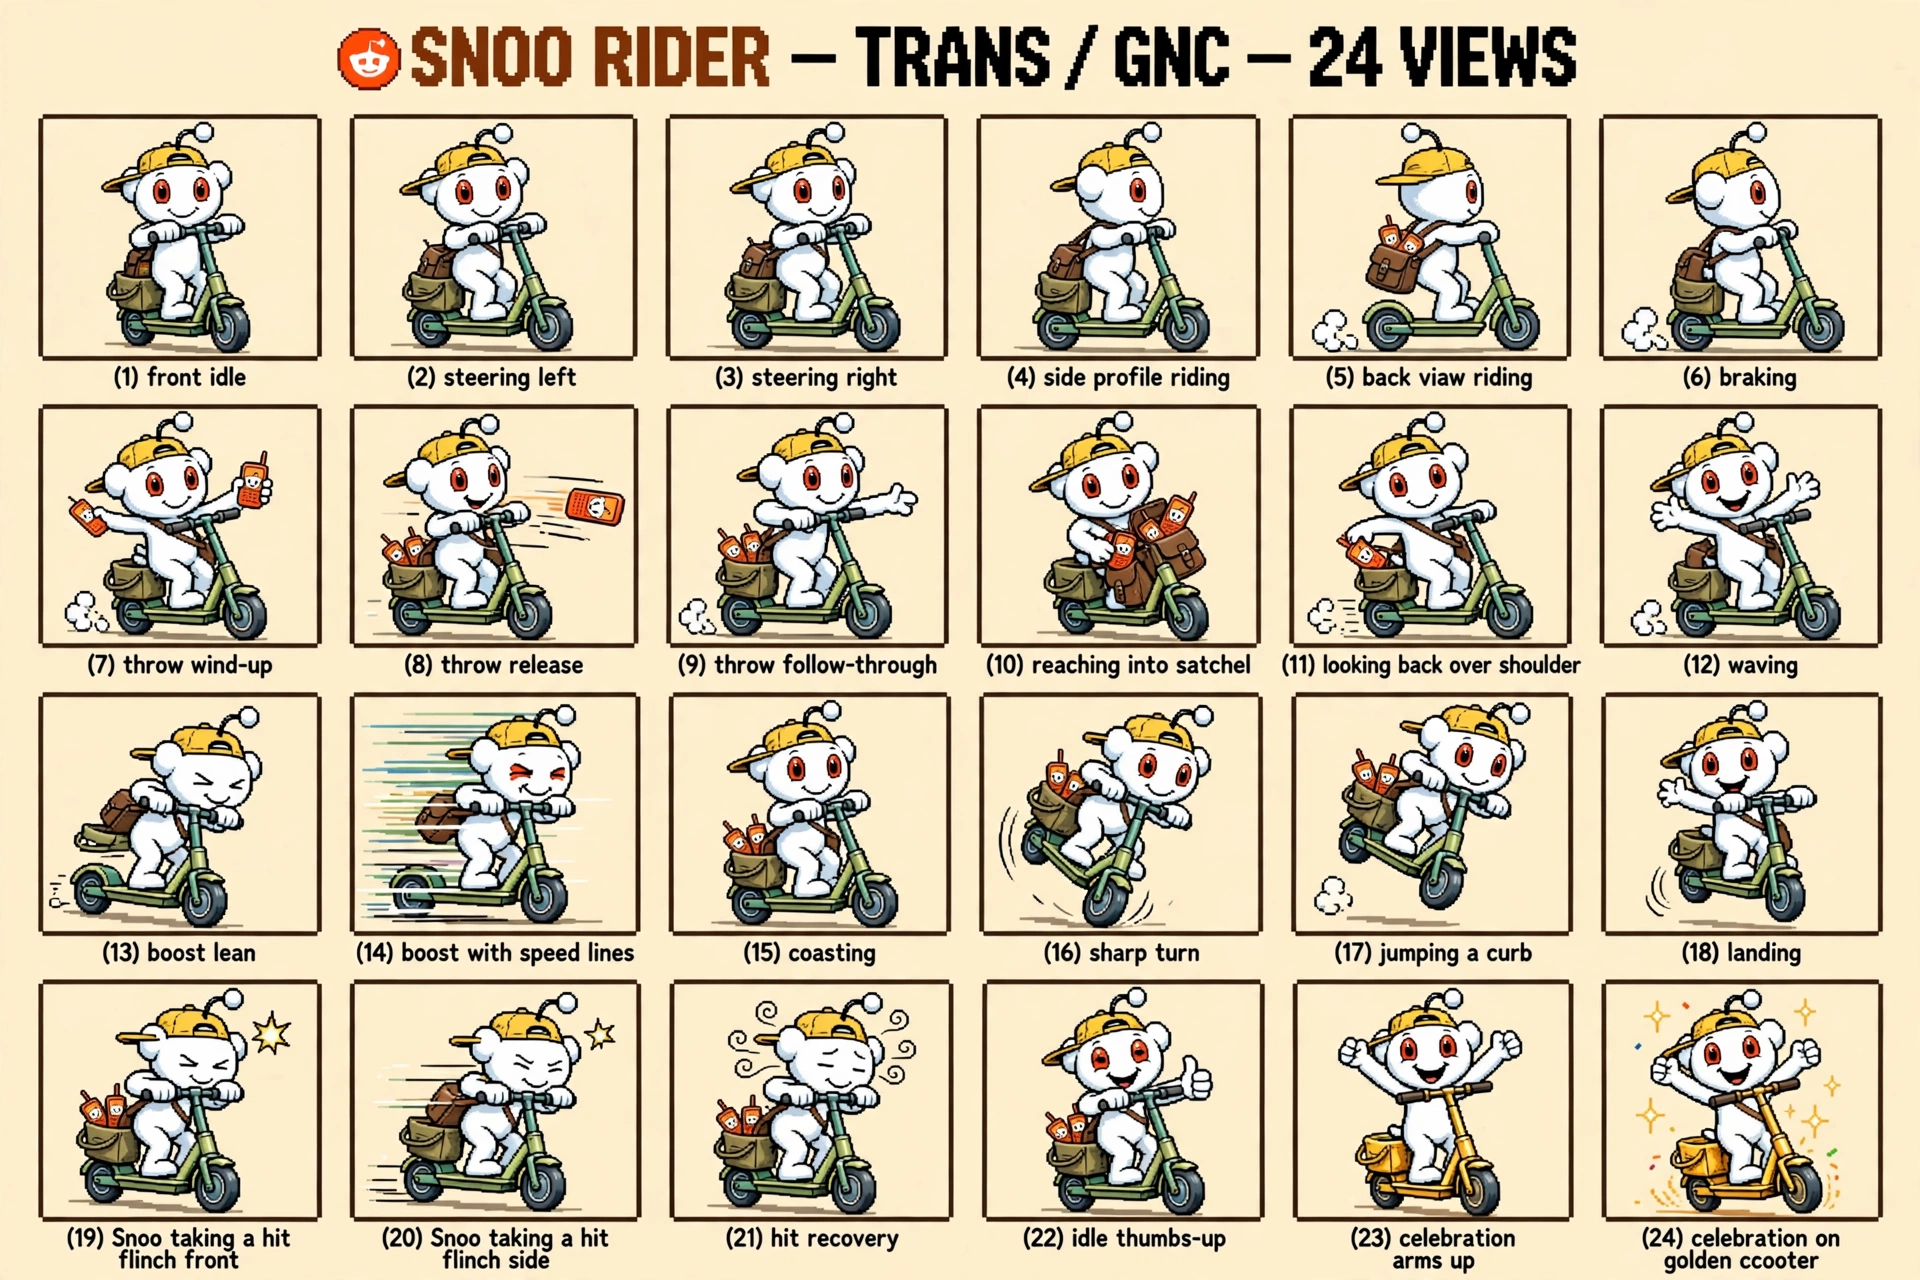 SNOO RIDER — TRANS / GNC — 24 VIEWS
(1) front idle
(2) steering left
(3) steering right
(4) side profile riding
(5) back viaw riding
(6) braking
(7) throw wind-up
(8) throw release
(9) throw follow-through
(10) reaching into satchel
(11) looking back over shoulder
(12) waving
(13) boost lean
(14) boost with speed lines
(15) coasting
(16) sharp turn
(17) jumping a curb
(18) landing
(19) Snoo taking a hit
flinch front
(20) Snoo taking a hit
flinch side
(21) hit recovery
(22) idle thumbs-up
(23) celebration
arms up
(24) celebration on
golden ccooter